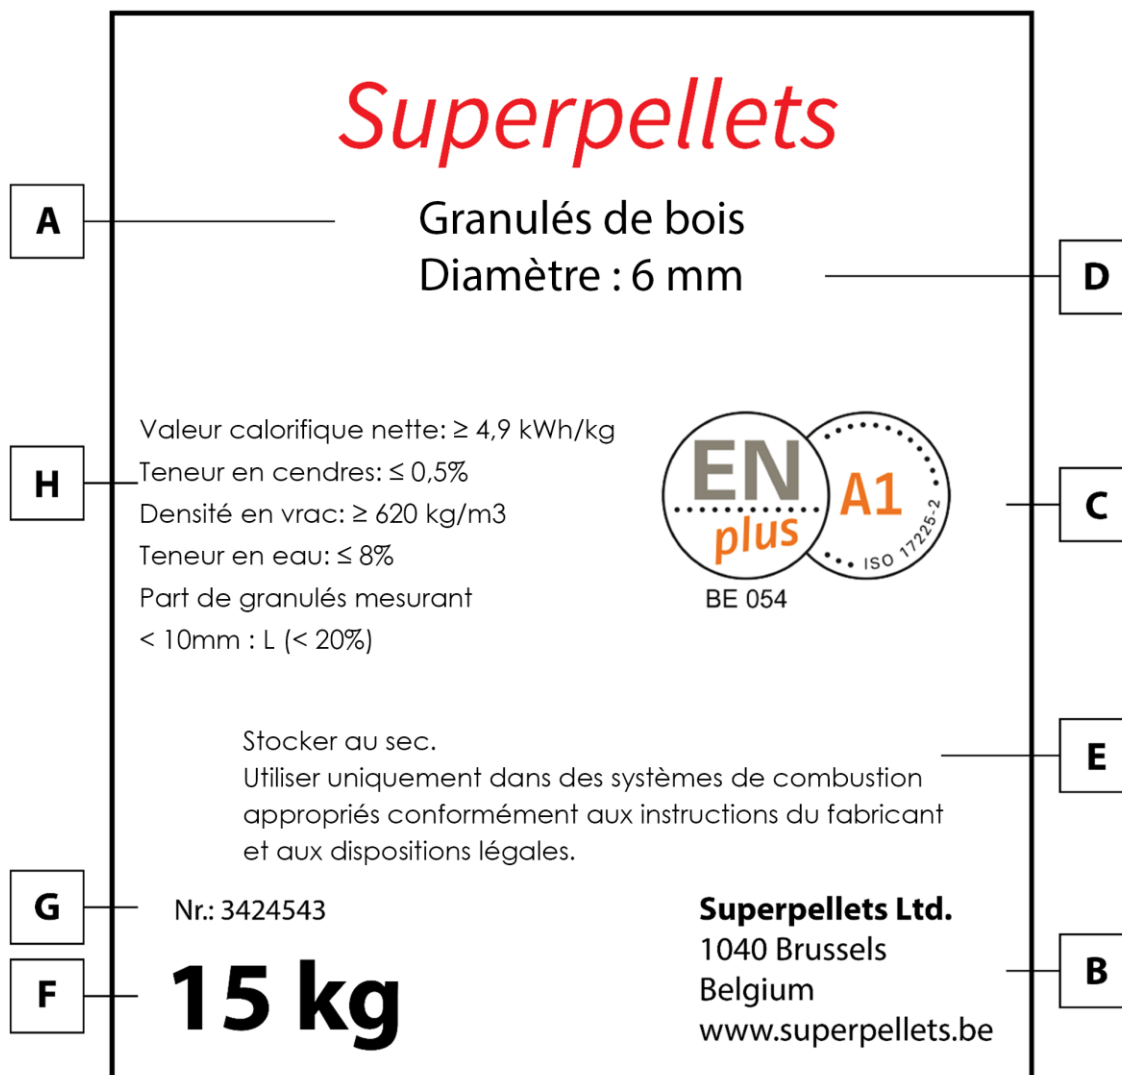 Superpellets
A
Granulés de bois
Diamètre : 6 mm
D
H
Valeur calorifique nette: ≥ 4,9 kWh/kg
Teneur en cendres: ≤ 0,5%
Densité en vrac: ≥ 620 kg/m3
Teneur en eau: ≤ 8%
Part de granulés mesurant
< 10mm : L (< 20%)
EN
plus
A1
ISO 17225-2
BE 054
C
Stocker au sec.
Utiliser uniquement dans des systèmes de combustion
appropriés conformément aux instructions du fabricant
et aux dispositions légales.
E
G
Nr.: 3424543
F
15 kg
Superpellets Ltd.
1040 Brussels
Belgium
www.superpellets.be
B